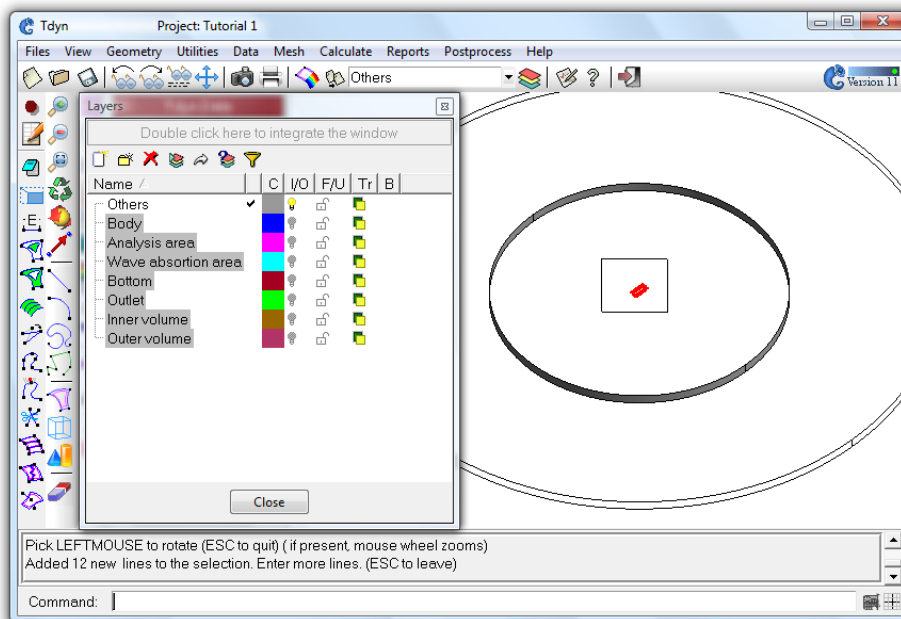 Tdyn Project: Tutorial 1
Files View Geometry Utilities Data Mesh Calculate Reports Postprocess Help
Others
Version 11
Layers
Double click here to integrate the window
Name C I/O F/U Tr B
Others
Body
Analysis area
Wave absortion area
Bottom
Outlet
Inner volume
Outer volume
Close
Pick LEFTMOUSE to rotate (ESC to quit) ( if present, mouse wheel zooms)
Added 12 new lines to the selection. Enter more lines. (ESC to leave)
Command: